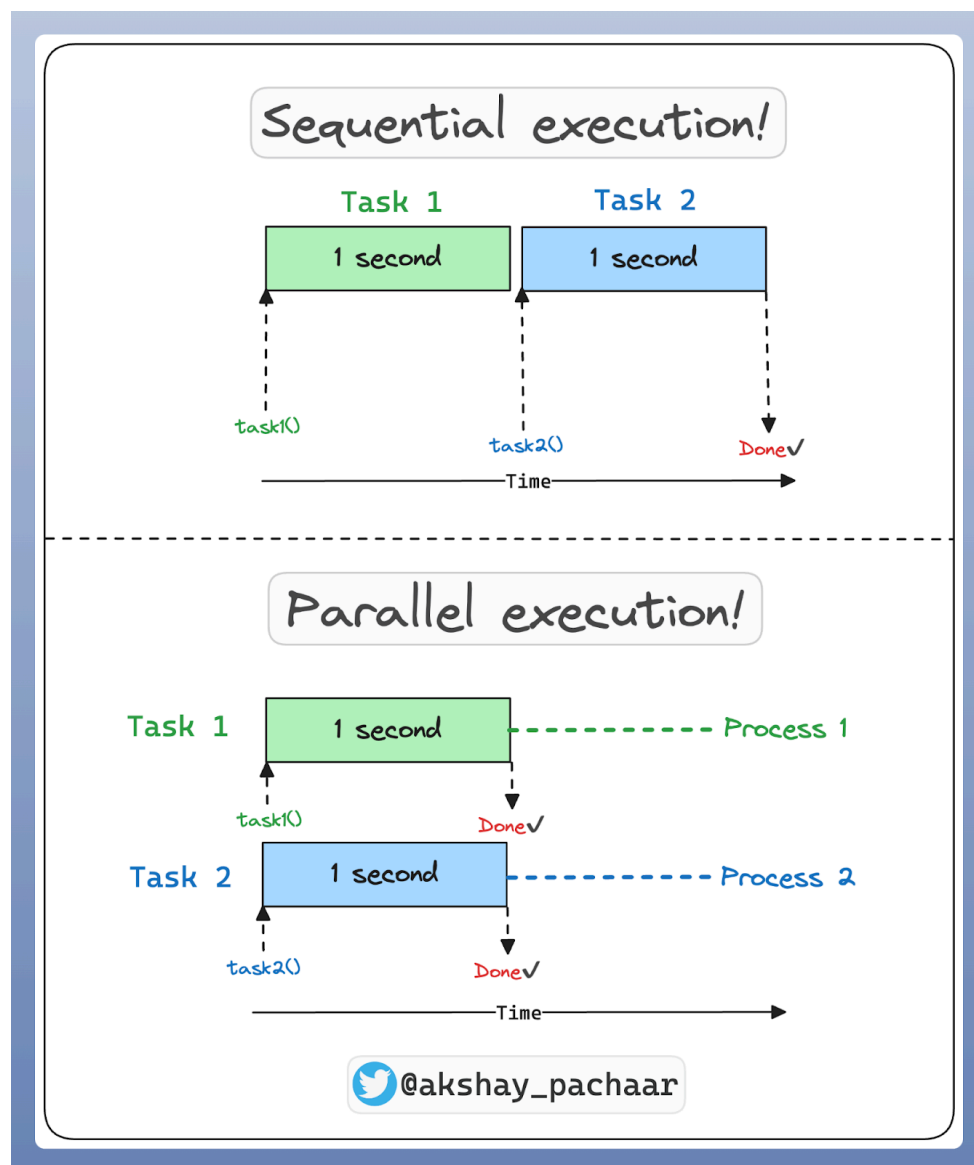 Sequential execution!
Task 1
Task 2
1 second
1 second
task1()
task2()
Done✓
Time
Parallel execution!
Task 1
1 second
Process 1
task1()
Done✓
Task 2
1 second
Process 2
task2()
Done✓
Time
@akshay_pachaar